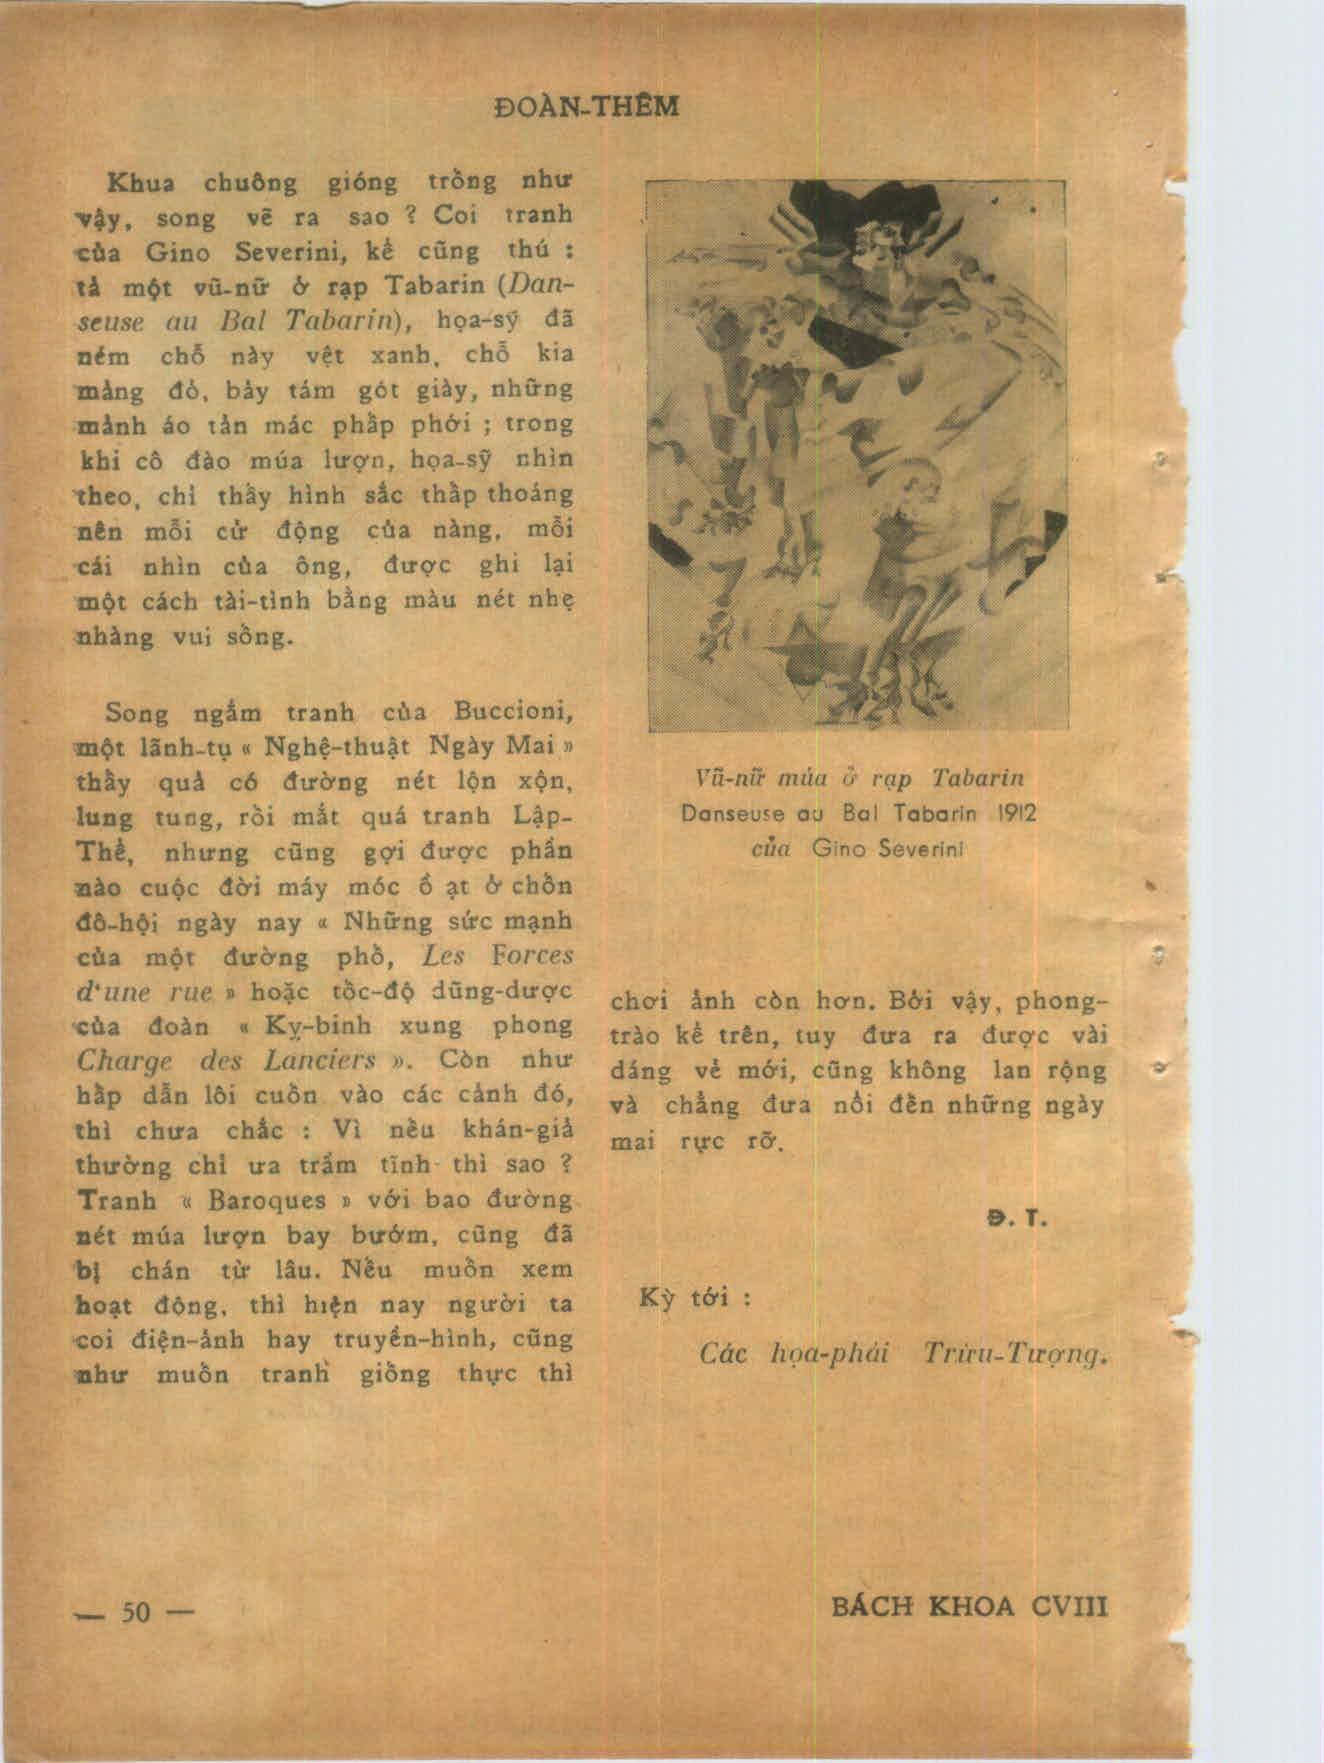 ĐOÀN-THÊM
Khua chuông gióng trồng như
vậy, song vẽ ra sao ? Coi tranh
của Gino Severini, kể cũng thú :
tả một vũ-nữ ở rạp Tabarin (Dan-
seuse au Bal Tabarin), họa-sỹ đã
ném chỗ này vệt xanh, chỗ kia
mảng đỏ, bảy tám gót giày, những
mảnh áo tản mác phấp phới ; trong
khi cô đào múa lượn, họa-sỹ nhìn
theo, chỉ thấy hình sắc thấp thoáng
nên mỗi cử động của nàng, mỗi
cái nhìn của ông, được ghi lại
một cách tài-tình bằng màu nét nhẹ
nhàng vui sống.
Song ngắm tranh của Buccioni,
một lãnh-tụ « Nghệ-thuật Ngày Mai »
thấy quả có đường nét lộn xộn,
lung tung, rối mắt quá tranh Lập-
Thể, nhưng cũng gợi được phần
nào cuộc đời máy móc ồ ạt ở chốn
đô-hội ngày nay « Những sức mạnh
của một đường phố, Les Forces
d'une rue » hoặc tốc-độ dũng-dược
của đoàn « Kỵ-binh xung phong
Charge des Lanciers ». Còn như
hấp dẫn lôi cuốn vào các cảnh đó,
thì chưa chắc : Vì nếu khán-giả
thường chỉ ưa trầm tĩnh thì sao ?
Tranh « Baroques » với bao đường
nét múa lượn bay bướm, cũng đã
bị chán từ lâu. Nếu muốn xem
hoạt động, thì hiện nay người ta
coi điện-ảnh hay truyền-hình, cũng
như muốn tranh giống thực thì
Vũ-nữ múa ở rạp Tabarin
Danseuse au Bal Tabarin 1912
của Gino Severini
chơi ảnh còn hơn. Bởi vậy, phong-
trào kể trên, tuy đưa ra được vài
dáng vẻ mới, cũng không lan rộng
và chẳng đưa nổi đến những ngày
mai rực rỡ.
Đ. T.
Kỳ tới :
Các họa-phái Trừu-Tượng.
— 50 —
BÁCH KHOA CVIII